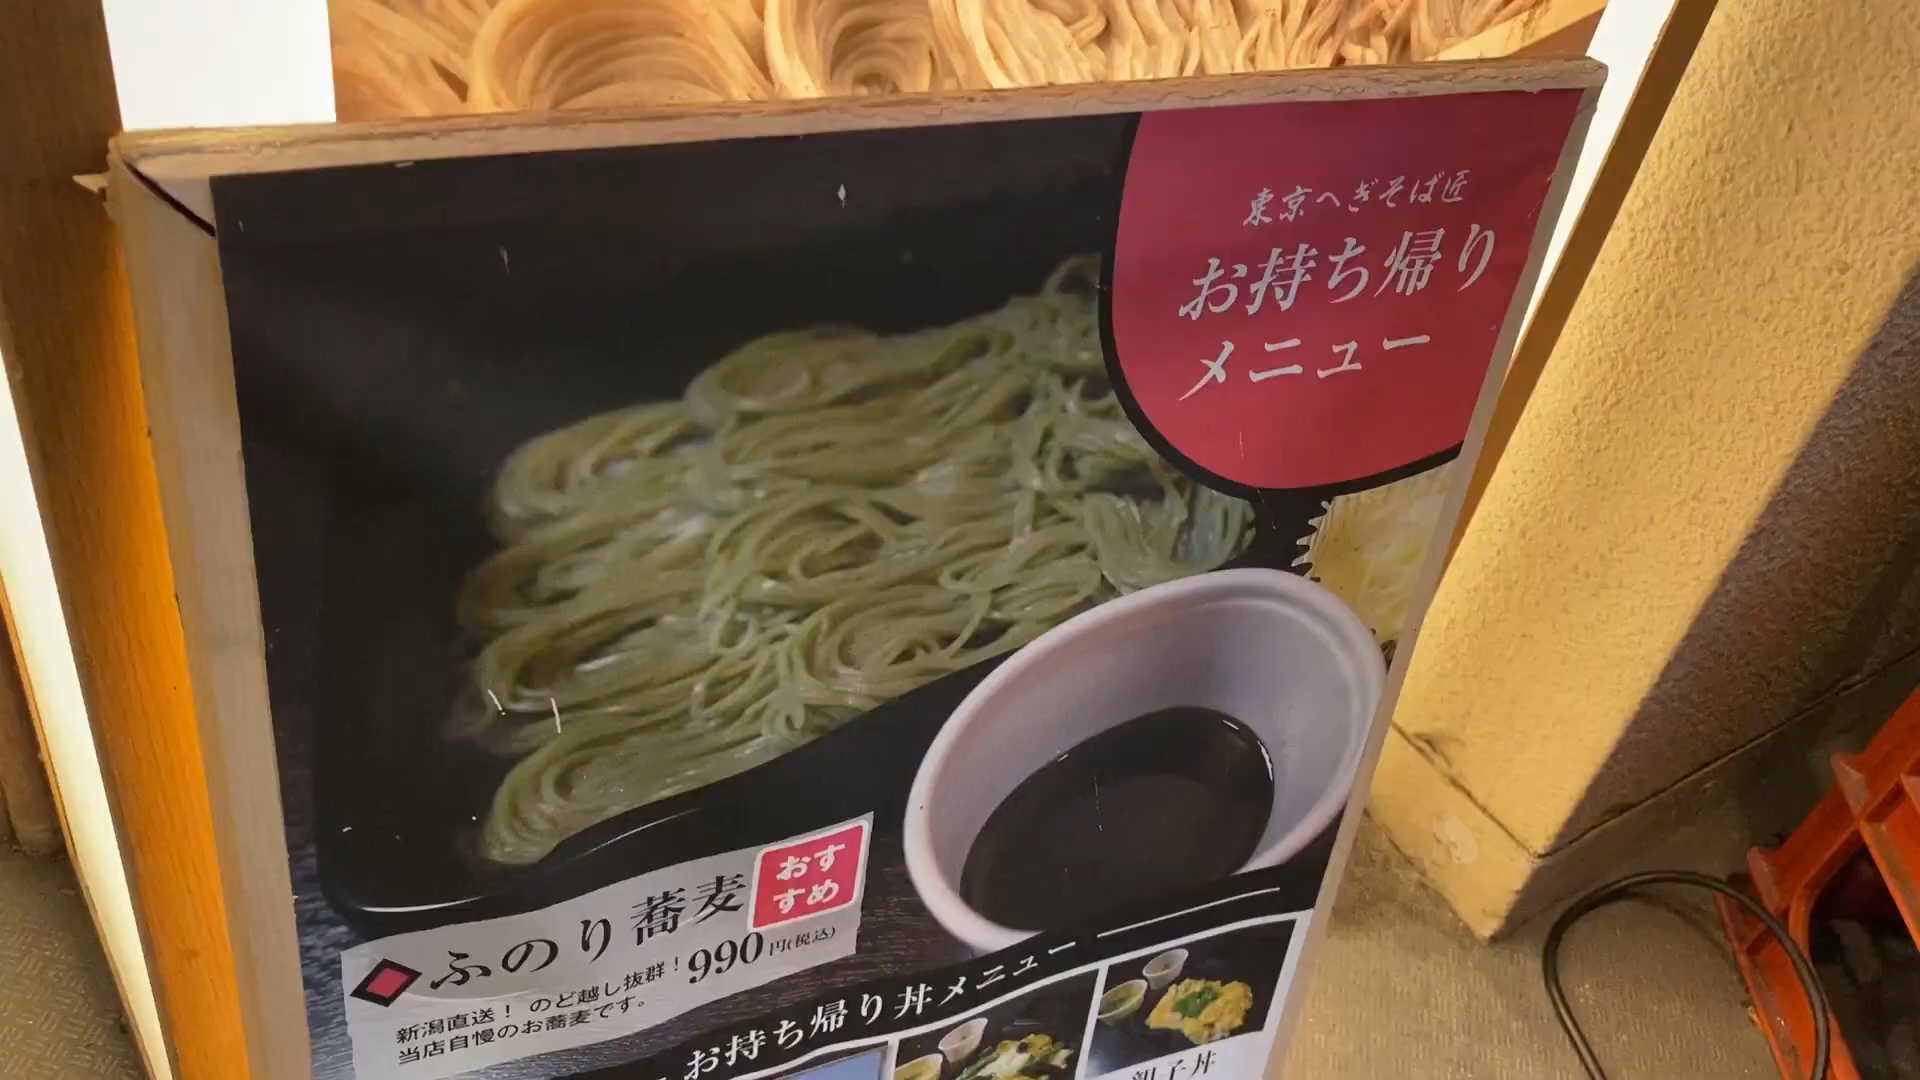 東京へぎそば匠
お持ち帰り
メニュー
ふのり蕎麦
おす
すめ
990円(税込)
新潟直送！ のど越し抜群！
当店自慢のお蕎麦です。
お持ち帰り丼メニュー
親子丼